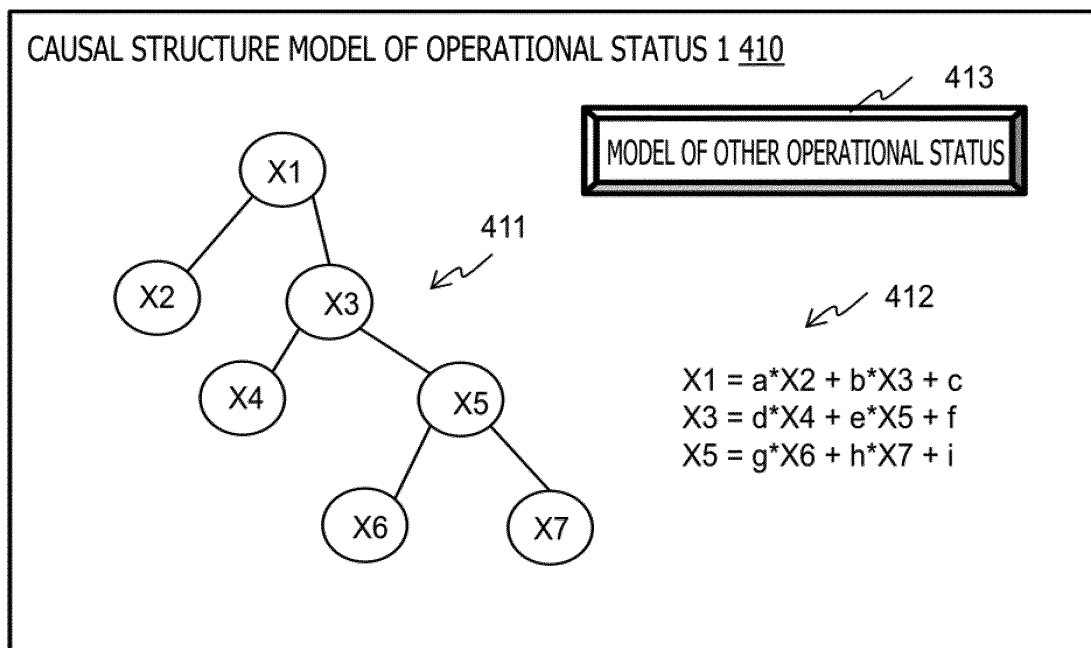 CAUSAL STRUCTURE MODEL OF OPERATIONAL STATUS 1 410
413
MODEL OF OTHER OPERATIONAL STATUS
X1
411
X2
X3
412
X4
X5
X1 = a*X2 + b*X3 + c
X3 = d*X4 + e*X5 + f
X5 = g*X6 + h*X7 + i
X6
X7